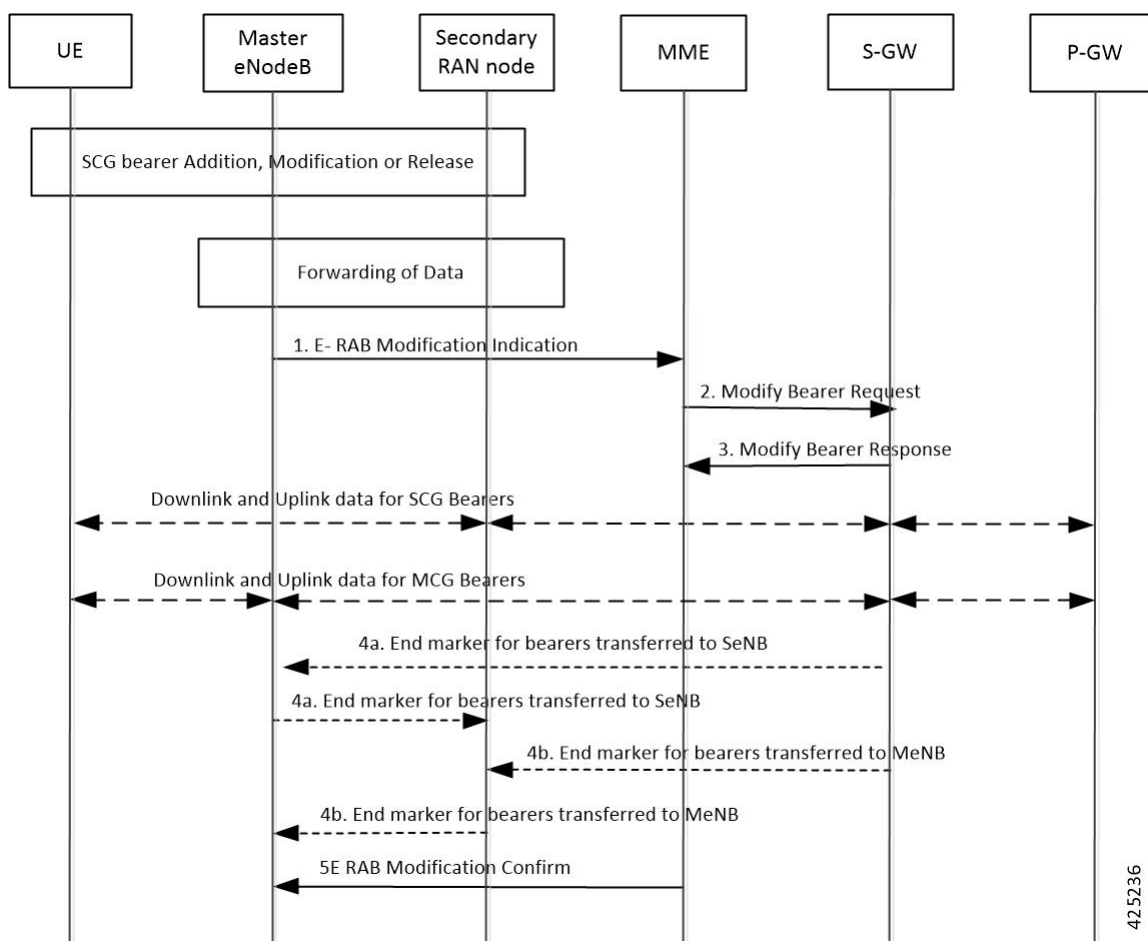 UE
Master
eNodeB
Secondary
RAN node
MME
S-GW
P-GW
SCG bearer Addition, Modification or Release
Forwarding of Data
1. E- RAB Modification Indication
2. Modify Bearer Request
3. Modify Bearer Response
Downlink and Uplink data for SCG Bearers
Downlink and Uplink data for MCG Bearers
4a. End marker for bearers transferred to SeNB
4a. End marker for bearers transferred to SeNB
4b. End marker for bearers transferred to MeNB
4b. End marker for bearers transferred to MeNB
5E RAB Modification Confirm
425236